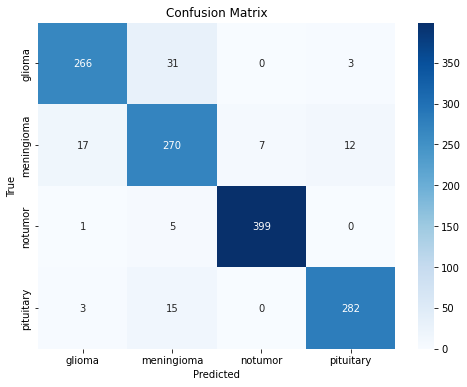 Confusion Matrix
True
glioma 266 31 0 3
meningioma 17 270 7 12
notumor 1 5 399 0
pituitary 3 15 0 282
glioma meningioma notumor pituitary
Predicted
350
300
250
200
150
100
50
0